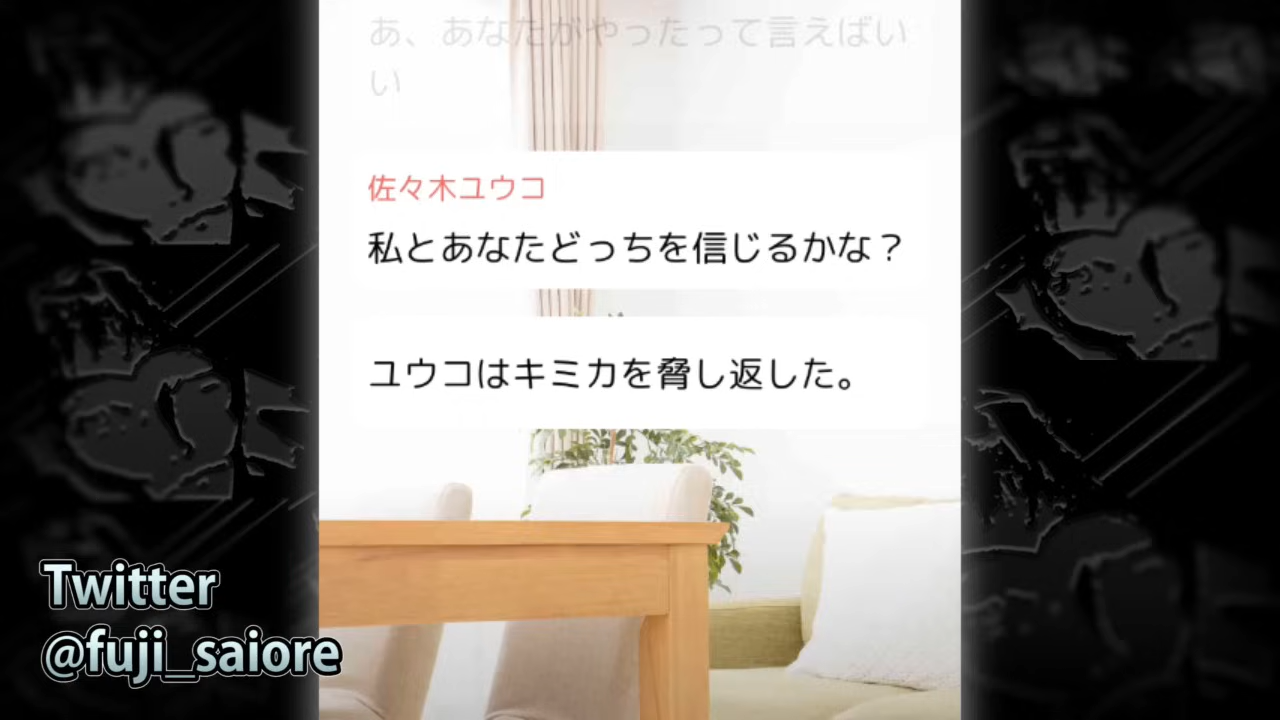 あ、あなたがやったって言えばい
い
佐々木ユウコ
私とあなたどっちを信じるかな？
ユウコはキミカを脅し返した。
Twitter
@fuji_saiore